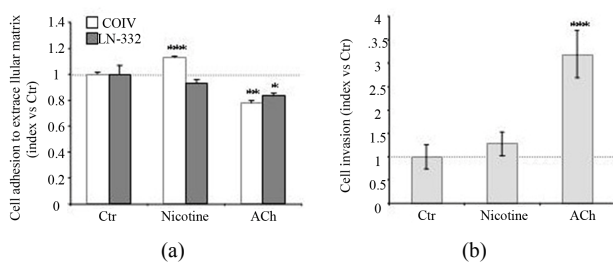 Cell adhesion to extrace llular matrix
(index vs Ctr)
1.4
1.2
1
0.8
0.6
0.4
0.2
0
COIV
LN-332
***
**
*
Ctr Nicotine ACh
(a)
Cell invasion (index vs Ctr)
4
3.5
3
2.5
2
1.5
1
0.5
0
***
Ctr Nicotine ACh
(b)